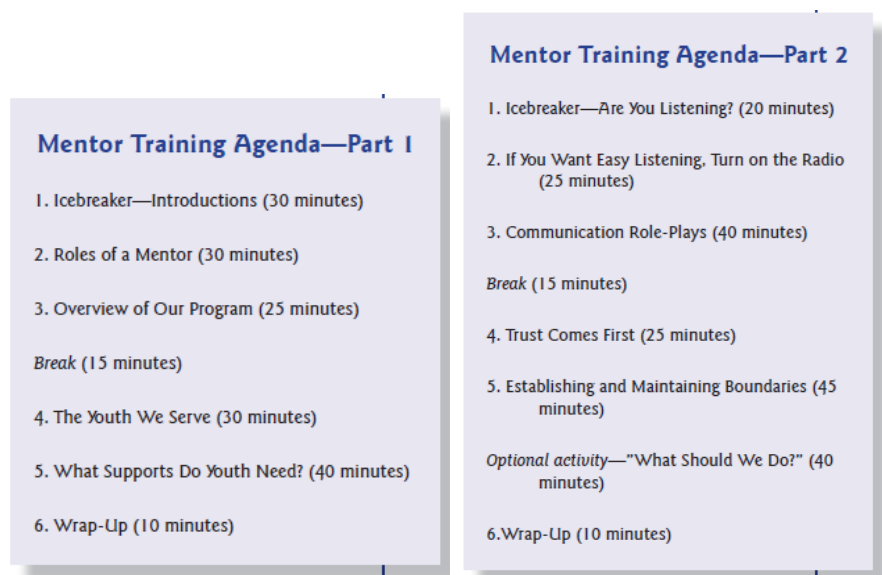 Mentor Training Agenda—Part 1
1. Icebreaker—Introductions (30 minutes)
2. Roles of a Mentor (30 minutes)
3. Overview of Our Program (25 minutes)
Break (15 minutes)
4. The Youth We Serve (30 minutes)
5. What Supports Do Youth Need? (40 minutes)
6. Wrap-Up (10 minutes)
Mentor Training Agenda—Part 2
1. Icebreaker—Are You Listening? (20 minutes)
2. If You Want Easy Listening, Turn on the Radio
(25 minutes)
3. Communication Role-Plays (40 minutes)
Break (15 minutes)
4. Trust Comes First (25 minutes)
5. Establishing and Maintaining Boundaries (45
minutes)
Optional activity—"What Should We Do?" (40
minutes)
6.Wrap-Up (10 minutes)